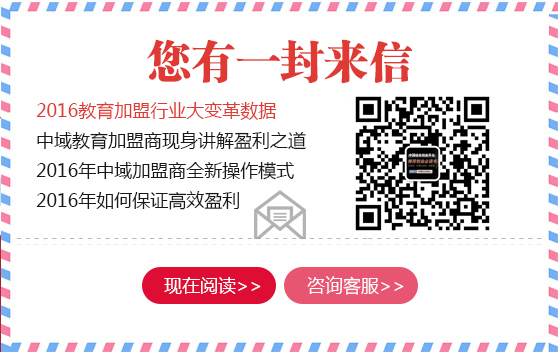 您有一封来信
2016教育加盟行业大变革数据
中域教育加盟商现身讲解盈利之道
2016年中域加盟商全新操作模式
2016年如何保证高效盈利
现在阅读>>
咨询客服>>